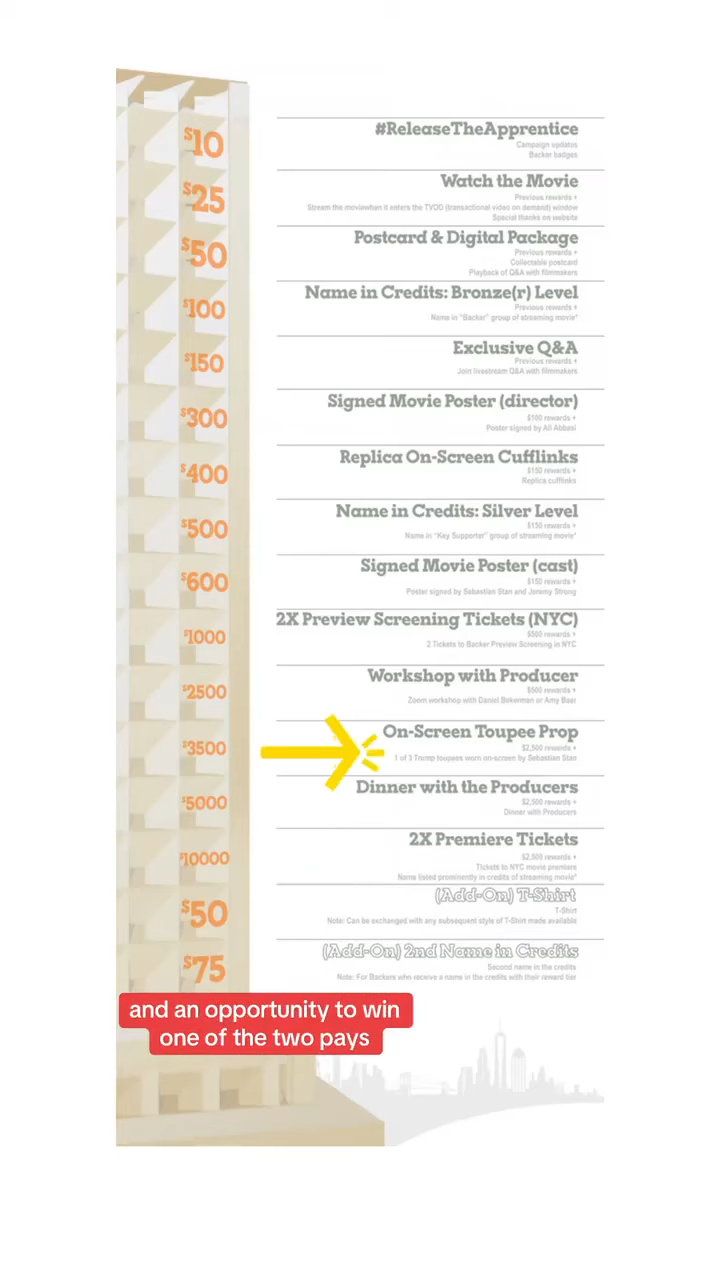 $10
#ReleaseTheApprentice
Campaign updates
Backer badges
$25
Watch the Movie
Previous rewards +
Stream the moviewhen it enters the TVOD (transactional video on demand) window
Special thanks on website
$50
Postcard & Digital Package
Previous rewards +
Collectable postcard
Playback of Q&A with filmmakers
$100
Name in Credits: Bronze(r) Level
Previous rewards +
Name in "Backer" group of streaming movie*
$150
Exclusive Q&A
Previous rewards +
Join livestream Q&A with filmmakers
$300
Signed Movie Poster (director)
$100 rewards +
Poster signed by Ali Abbasi
$400
Replica On-Screen Cufflinks
$150 rewards +
Replica cufflinks
$500
Name in Credits: Silver Level
$150 rewards +
Name in "Key Supporter" group of streaming movie*
$600
Signed Movie Poster (cast)
$150 rewards +
Poster signed by Sebastian Stan and Jeremy Strong
$1000
2X Preview Screening Tickets (NYC)
$500 rewards +
2 Tickets to Backer Preview Screening in NYC
$2500
Workshop with Producer
$500 rewards +
Zoom workshop with Daniel Bekerman or Amy Baer
$3500
On-Screen Toupee Prop
$2,500 rewards +
1 of 3 Trump toupees worn on-screen by Sebastian Stan
$5000
Dinner with the Producers
$2,500 rewards +
Dinner with Producers
$10000
2X Premiere Tickets
$2,500 rewards +
Tickets to NYC movie premiere
Name listed prominently in credits of streaming movie*
$50
(Add-On) T-Shirt
T-Shirt
Note: Can be exchanged with any subsequent style of T-Shirt made available
$75
(Add-On) 2nd Name in Credits
Second name in the credits
Note: For Backers who receive a name in the credits with their reward tier
and an opportunity to win
one of the two pays